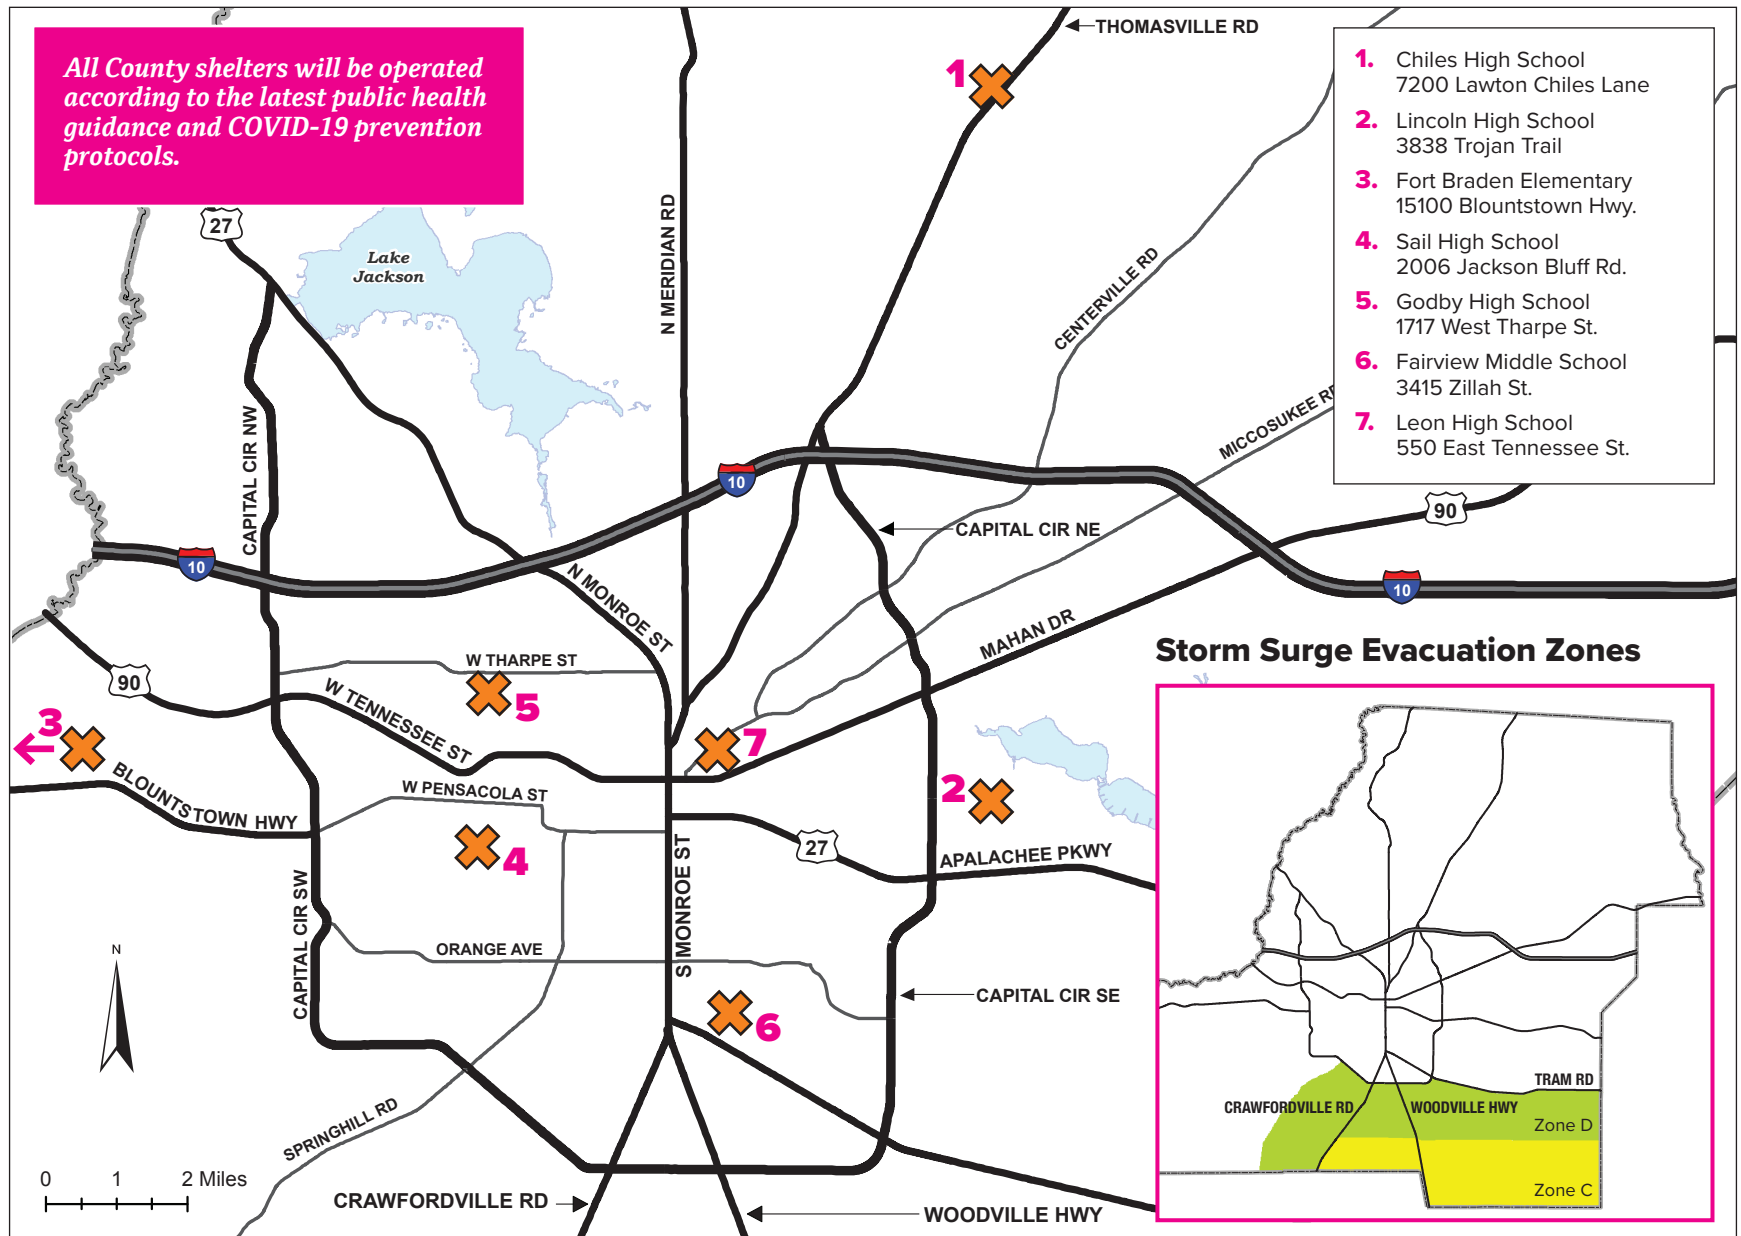 All County shelters will be operated
according to the latest public health
guidance and COVID-19 prevention
protocols.
THOMASVILLE RD
1
1. Chiles High School
7200 Lawton Chiles Lane
2. Lincoln High School
3838 Trojan Trail
3. Fort Braden Elementary
15100 Blountstown Hwy.
4. Sail High School
2006 Jackson Bluff Rd.
5. Godby High School
1717 West Tharpe St.
6. Fairview Middle School
3415 Zillah St.
7. Leon High School
550 East Tennessee St.
27
Lake
Jackson
N MERIDIAN RD
CENTERVILLE RD
MICCOSUKEE RD
CAPITAL CIR NW
10
90
CAPITAL CIR NE
10
10
N MONROE ST
MAHAN DR
W THARPE ST
90
W TENNESSEE ST
5
3
7
BLOUNTSTOWN HWY
W PENSACOLA ST
2
27
4
APALACHEE PKWY
S MONROE ST
CAPITAL CIR SW
ORANGE AVE
N
CAPITAL CIR SE
6
SPRINGHILL RD
0 1 2 Miles
CRAWFORDVILLE RD
WOODVILLE HWY
Storm Surge Evacuation Zones
TRAM RD
CRAWFORDVILLE RD
WOODVILLE HWY
Zone D
Zone C